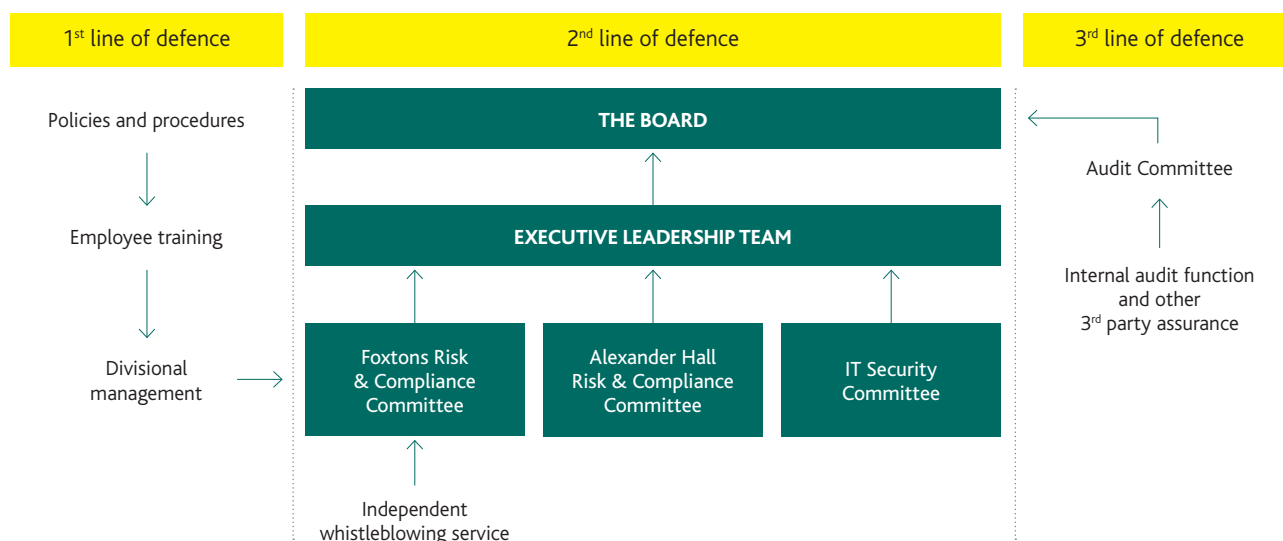 1st line of defence
2nd line of defence
3rd line of defence
Policies and procedures
Employee training
Divisional
management
THE BOARD
EXECUTIVE LEADERSHIP TEAM
Foxtons Risk
& Compliance
Committee
Alexander Hall
Risk & Compliance
Committee
IT Security
Committee
Independent
whistleblowing service
Audit Committee
Internal audit function
and other
3rd party assurance